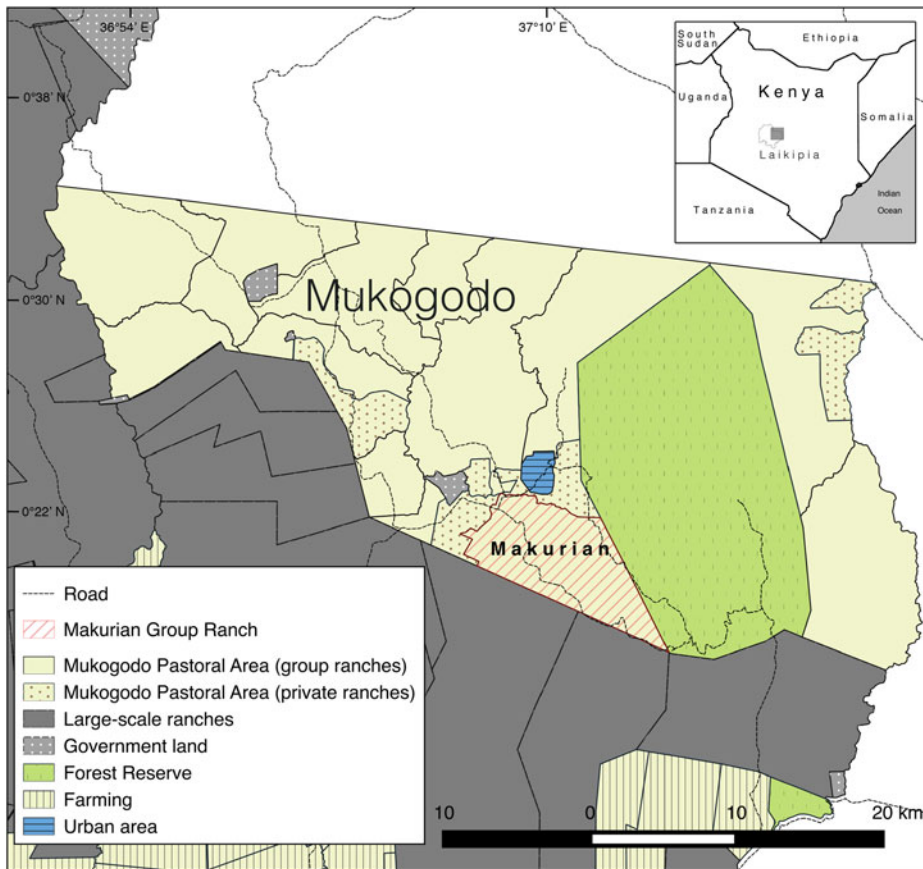 36°54' E
37°10' E
0°38' N
0°30' N
0°22' N
South
Sudan
Ethiopia
Uganda
Kenya
Somalia
Laikipia
Tanzania
Indian
Ocean
Mukogodo
Makurian
Road
Makurian Group Ranch
Mukogodo Pastoral Area (group ranches)
Mukogodo Pastoral Area (private ranches)
Large-scale ranches
Government land
Forest Reserve
Farming
Urban area
10 0 10 20 km